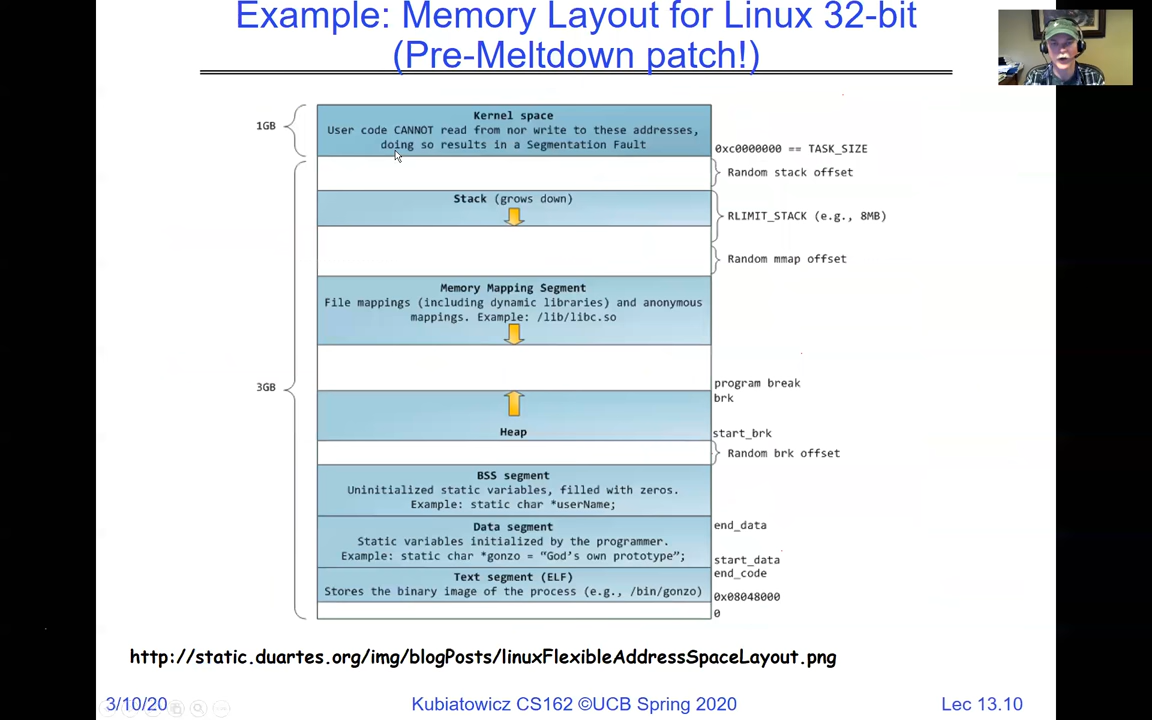 Example: Memory Layout for Linux 32-bit
(Pre-Meltdown patch!)
1GB
Kernel space
User code CANNOT read from nor write to these addresses,
doing so results in a Segmentation Fault
0xc0000000 == TASK_SIZE
Random stack offset
Stack (grows down)
RLIMIT_STACK (e.g., 8MB)
Random mmap offset
Memory Mapping Segment
File mappings (including dynamic libraries) and anonymous
mappings. Example: /lib/libc.so
3GB
program break
brk
Heap
start_brk
Random brk offset
BSS segment
Uninitialized static variables, filled with zeros.
Example: static char *userName;
Data segment
end_data
Static variables initialized by the programmer.
Example: static char *gonzo = “God’s own prototype”;
start_data
end_code
Text segment (ELF)
Stores the binary image of the process (e.g., /bin/gonzo)
0x08048000
0
http://static.duartes.org/img/blogPosts/linuxFlexibleAddressSpaceLayout.png
3/10/20
Kubiatowicz CS162 ©UCB Spring 2020
Lec 13.10